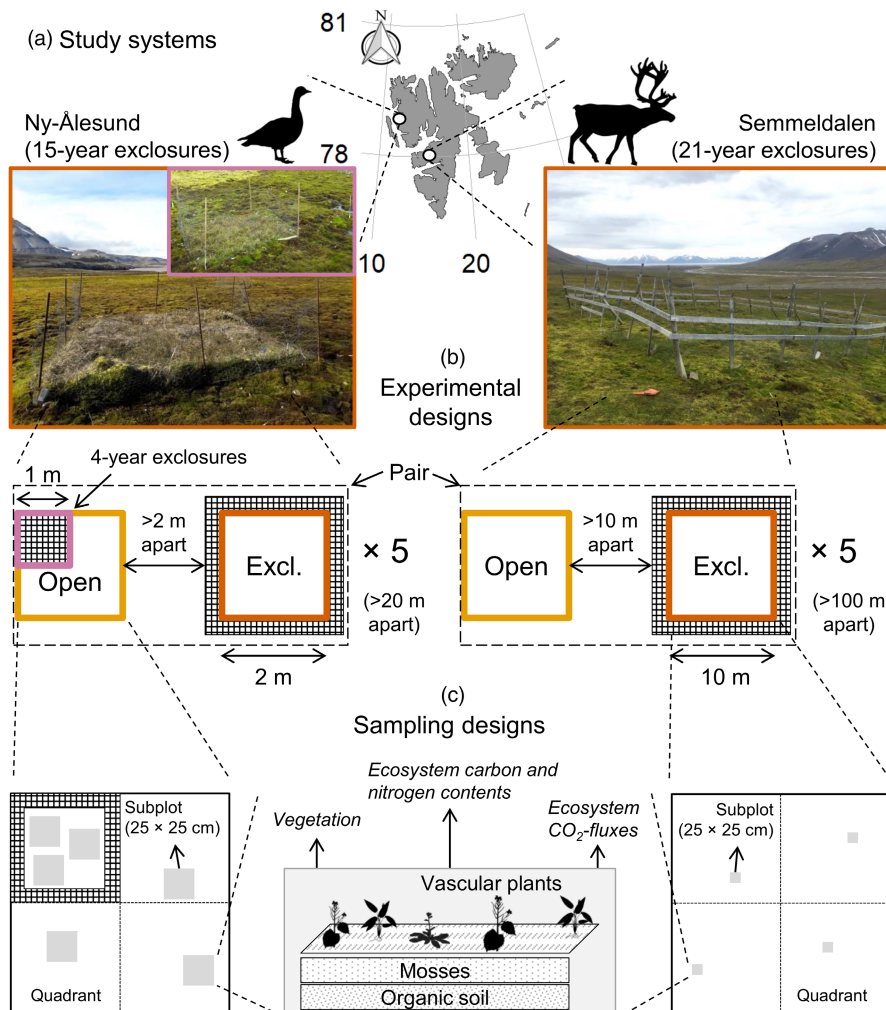 (a) Study systems
N
81
78
10
20
Ny-Ålesund
(15-year exclosures)
Semmeldalen
(21-year exclosures)
(b)
Experimental
designs
4-year exclosures
1 m
Pair
>2 m
apart
Open
Excl.
× 5
(>20 m
apart)
2 m
>10 m
apart
Open
Excl.
× 5
(>100 m
apart)
10 m
(c)
Sampling designs
Ecosystem carbon and
nitrogen contents
Vegetation
Ecosystem
CO₂-fluxes
Subplot
(25 × 25 cm)
Quadrant
Vascular plants
Mosses
Organic soil
Subplot
(25 × 25 cm)
Quadrant